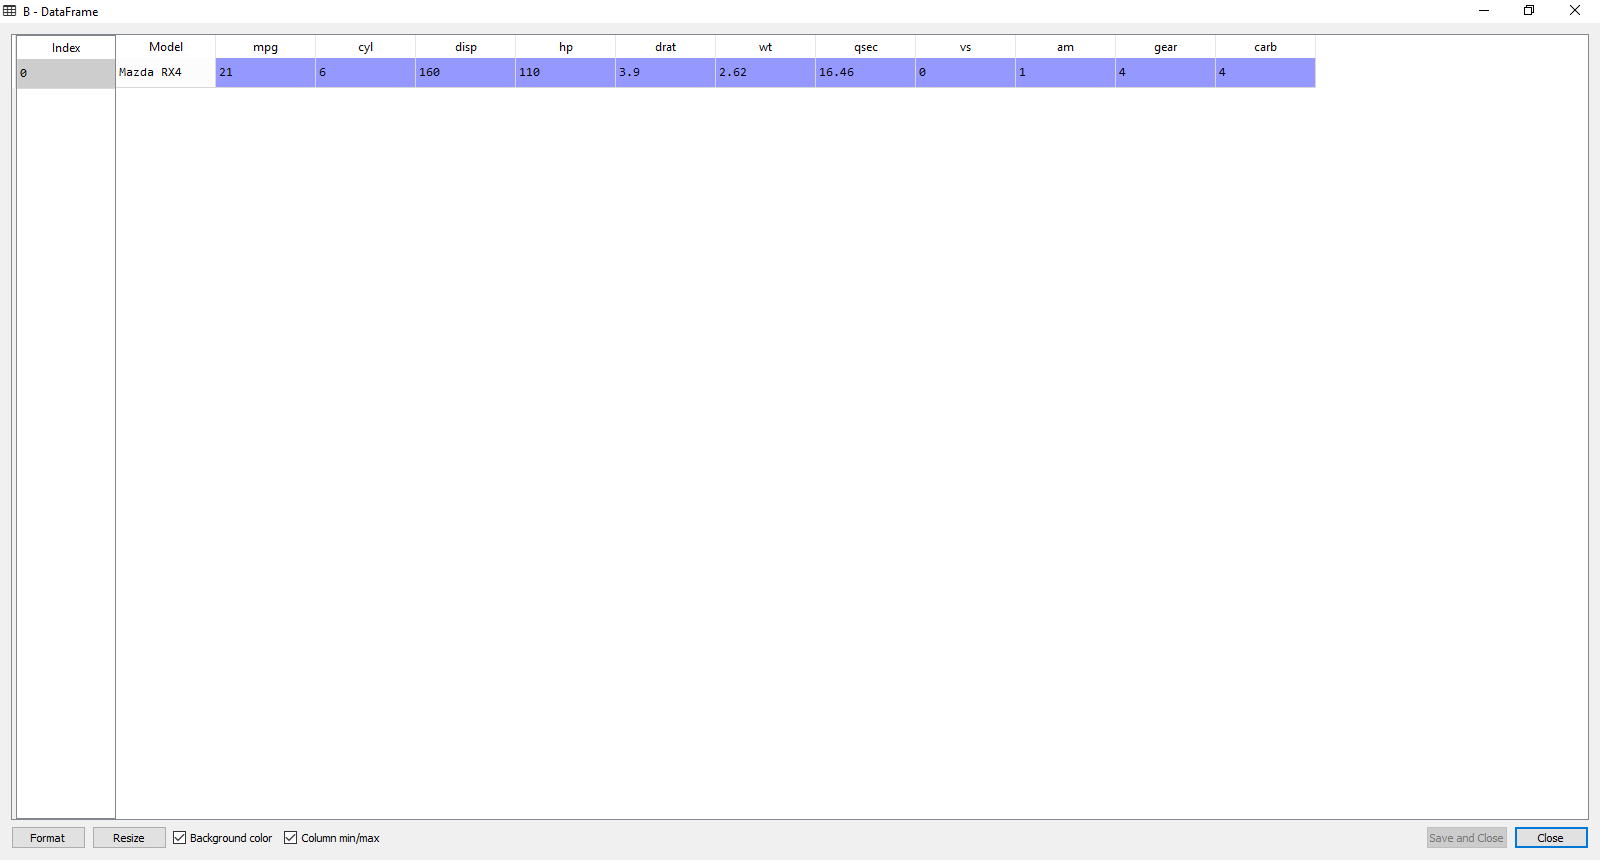 B - DataFrame
Index Model mpg cyl disp hp drat wt qsec vs am gear carb
0 Mazda RX4 21 6 160 110 3.9 2.62 16.46 0 1 4 4
Format Resize Background color Column min/max Save and Close Close